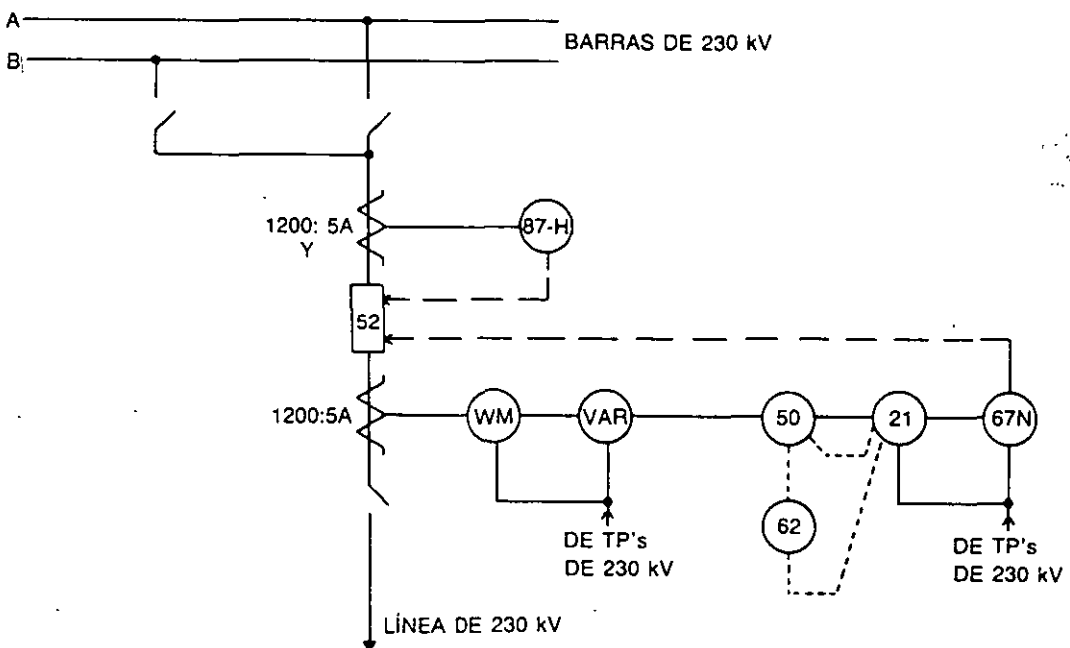 A
BARRAS DE 230 kV
B
1200: 5A
Y
87-H
52
1200:5A
WM
VAR
50
21
67N
62
DE TP's
DE 230 kV
DE TP's
DE 230 kV
LÍNEA DE 230 kV